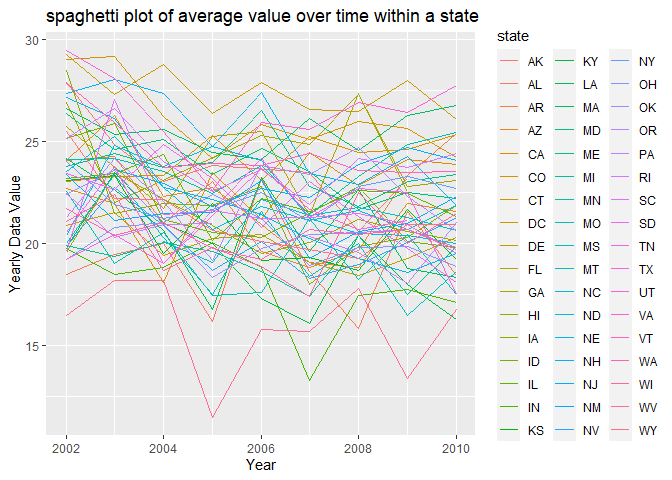 spaghetti plot of average value over time within a state
30
25
20
15
Yearly Data Value
2002
2004
2006
2008
2010
Year
state
AK
AL
AR
AZ
CA
CO
CT
DC
DE
FL
GA
HI
IA
ID
IL
IN
KS
KY
LA
MA
MD
ME
MI
MN
MO
MS
MT
NC
ND
NE
NH
NJ
NM
NV
NY
OH
OK
OR
PA
RI
SC
SD
TN
TX
UT
VA
VT
WA
WI
WV
WY